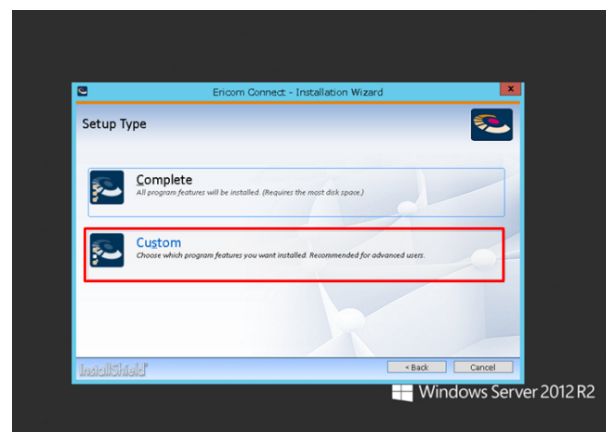 Ericom Connect - Installation Wizard
x
Setup Type
Complete
All program features will be installed. (Requires the most disk space.)
Custom
Choose which program features you want installed. Recommended for advanced users.
InstallShield
< Back
Cancel
Windows Server 2012 R2